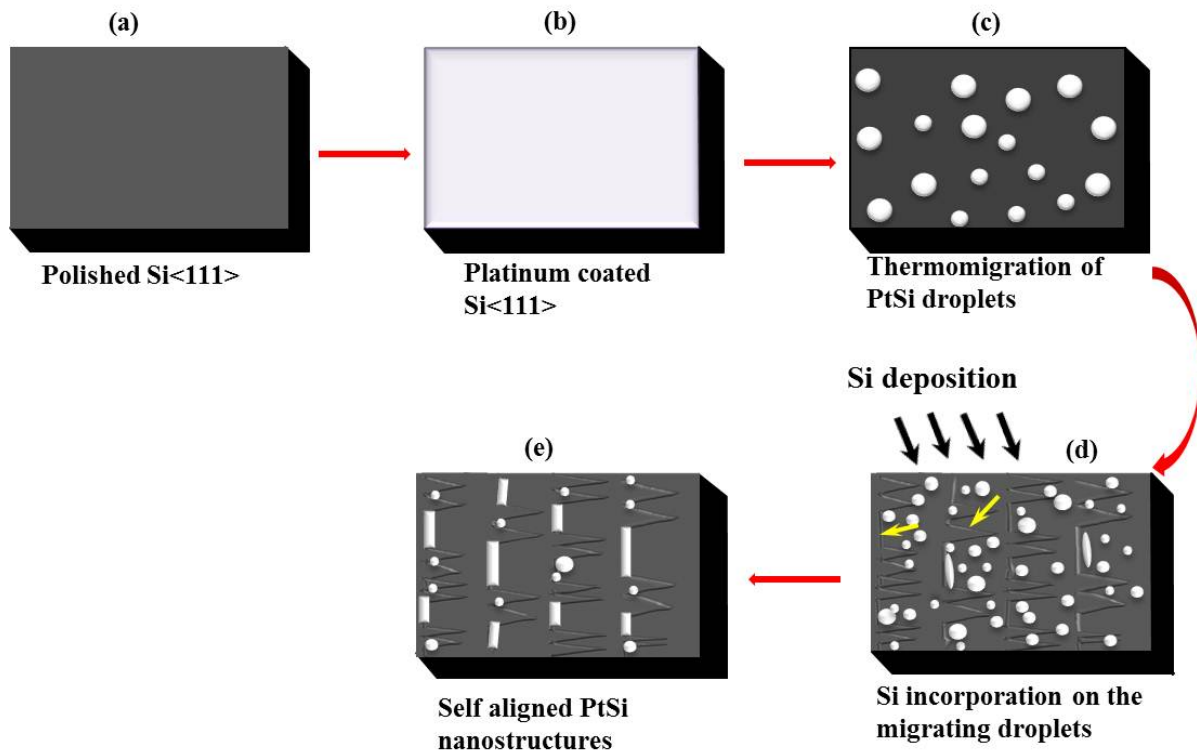 (a)
(b)
(c)
Polished Si<111>
Platinum coated
Si<111>
Thermomigration of
PtSi droplets
Si deposition
(d)
(e)
Si incorporation on the
migrating droplets
Self aligned PtSi
nanostructures